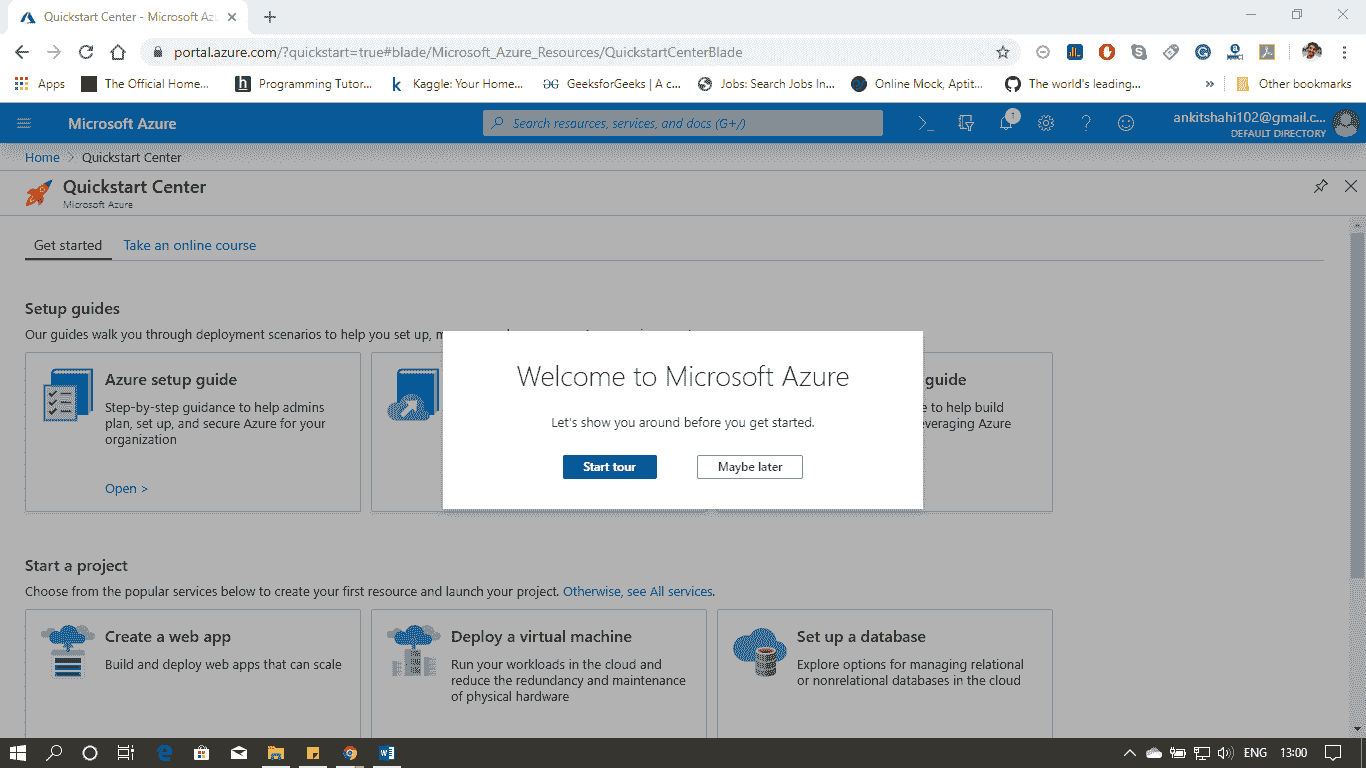 Quickstart Center - Microsoft Az
portal.azure.com/?quickstart=true#blade/Microsoft_Azure_Resources/QuickstartCenterBlade
Apps The Official Home... Programming Tutor... Kaggle: Your Home... GeeksforGeeks | A c... Jobs: Search Jobs In... Online Mock, Aptit... The world's leading... » Other bookmarks
Microsoft Azure Search resources, services, and docs (G+/) 1 ankitshahi102@gmail.c...
DEFAULT DIRECTORY
Home > Quickstart Center
Quickstart Center
Microsoft Azure
Get started Take an online course
Setup guides
Our guides walk you through deployment scenarios to help you set up,
Azure setup guide
Step-by-step guidance to help admins
plan, set up, and secure Azure for your
organization
Open >
guide
to help build
everaging Azure
Welcome to Microsoft Azure
Let's show you around before you get started.
Start tour Maybe later
Start a project
Choose from the popular services below to create your first resource and launch your project. Otherwise, see All services.
Create a web app
Build and deploy web apps that can scale
Deploy a virtual machine
Run your workloads in the cloud and
reduce the redundancy and maintenance
of physical hardware
Set up a database
Explore options for managing relational
or nonrelational databases in the cloud
ENG 13:00